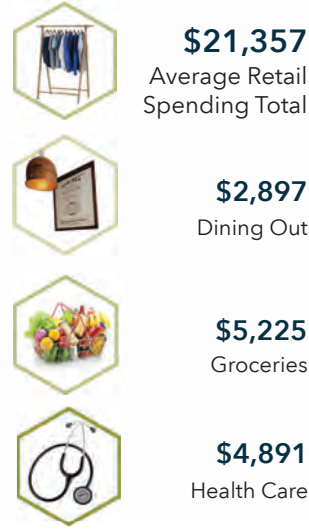 $21,357
Average Retail
Spending Total
$2,897
Dining Out
$5,225
Groceries
$4,891
Health Care